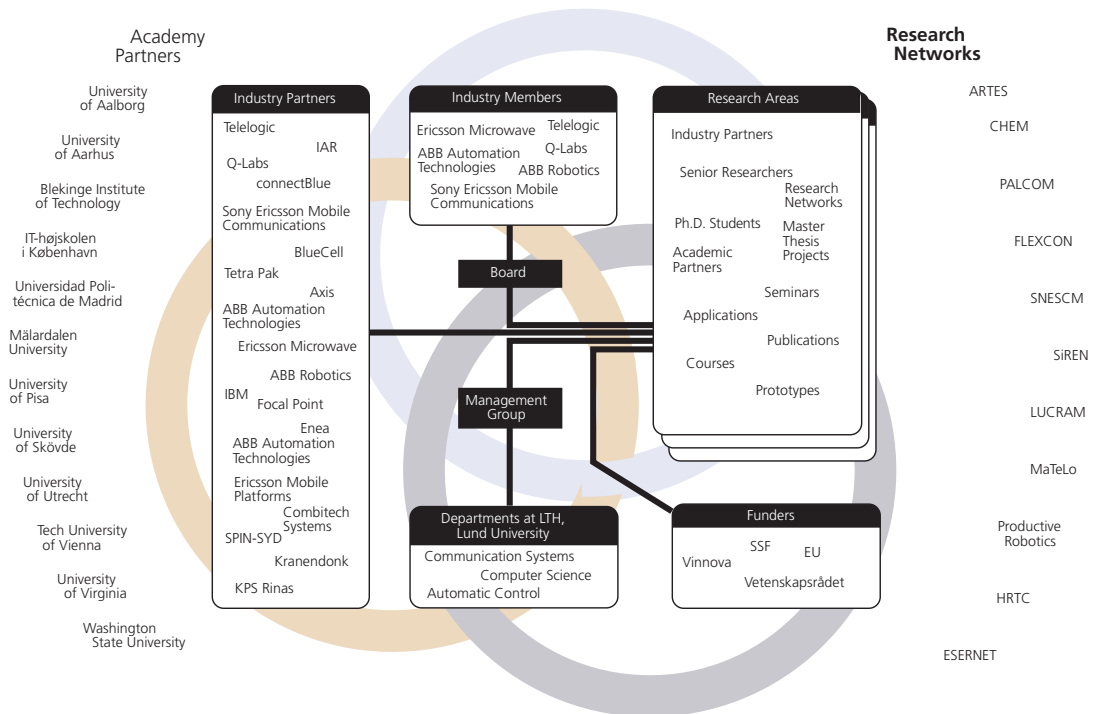 Academy
Partners
University
of Aalborg
University
of Aarhus
Blekinge Institute
of Technology
IT-højskolen
i København
Universidad Poli-
técnica de Madrid
Mälardalen
University
University
of Pisa
University
of Skövde
University
of Utrecht
Tech University
of Vienna
University
of Virginia
Washington
State University
Industry Partners
Telelogic
IAR
Q-Labs
connectBlue
Sony Ericsson Mobile
Communications
BlueCell
Tetra Pak
Axis
ABB Automation
Technologies
Ericsson Microwave
ABB Robotics
IBM
Focal Point
Enea
ABB Automation
Technologies
Ericsson Mobile
Platforms
Combitech
Systems
SPIN-SYD
Kranendonk
KPS Rinas
Industry Members
Telelogic
Ericsson Microwave
Q-Labs
ABB Automation
Technologies
ABB Robotics
Sony Ericsson Mobile
Communications
Board
Management
Group
Departments at LTH,
Lund University
Communication Systems
Computer Science
Automatic Control
Research Areas
Industry Partners
Senior Researchers
Research
Networks
Ph.D. Students
Master
Thesis
Projects
Academic
Partners
Seminars
Applications
Publications
Courses
Prototypes
Funders
SSF
EU
Vinnova
Vetenskapsrådet
Research
Networks
ARTES
CHEM
PALCOM
FLEXCON
SNESCM
SiREN
LUCRAM
MaTeLo
Productive
Robotics
HRTC
ESERNET